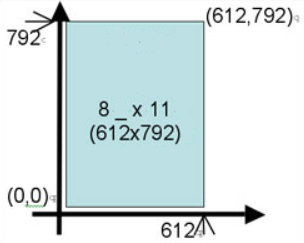 (612,792)
792
8 _ x 11
(612x792)
(0,0)
612